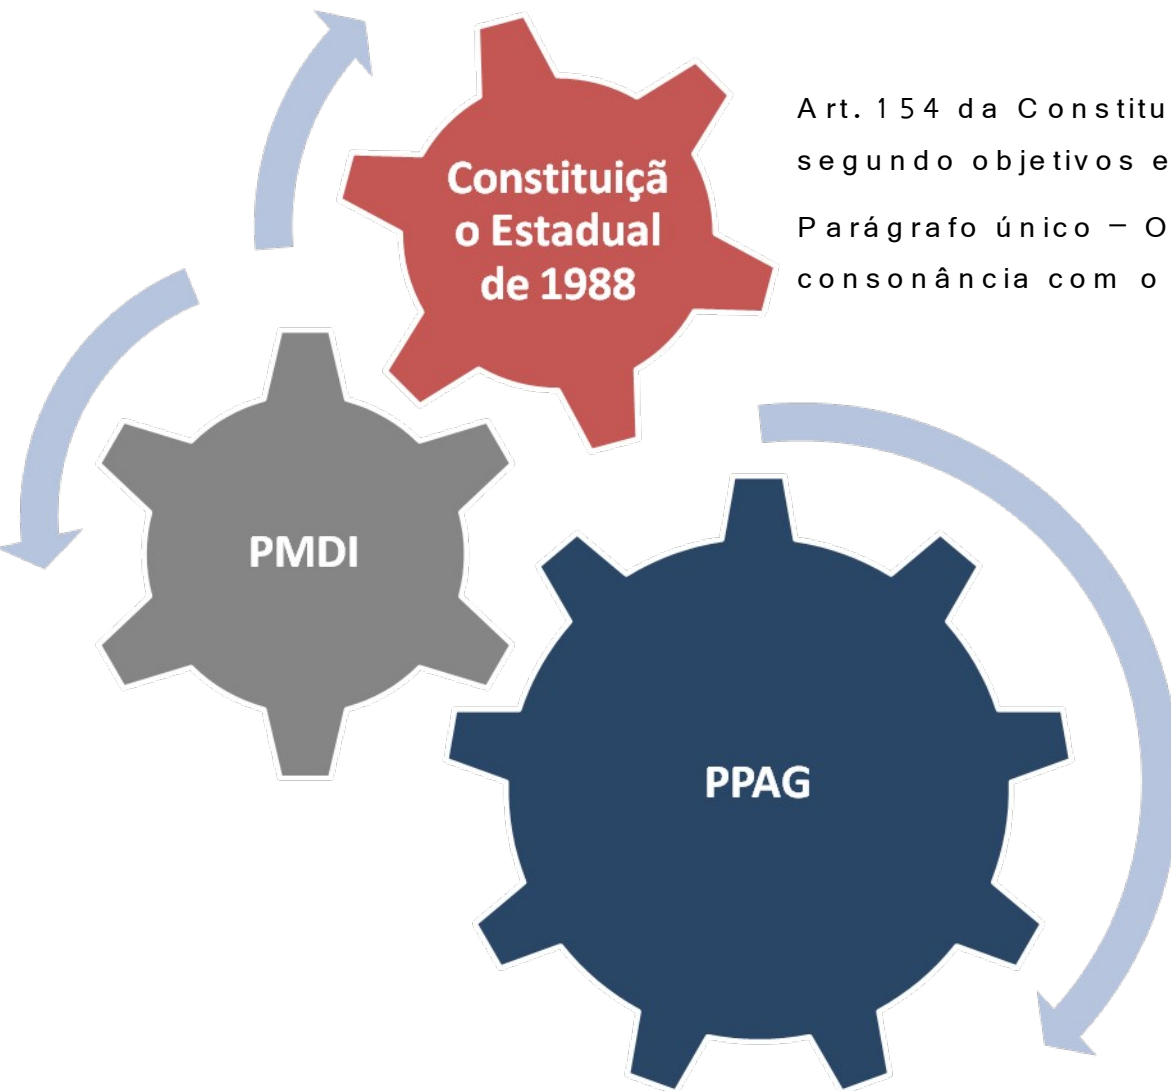 Constituiçã
o Estadual
de 1988
Art. 154 da Constitu
segundo objetivos e
Parágrafo único – O
consonância com o
PMDI
PPAG